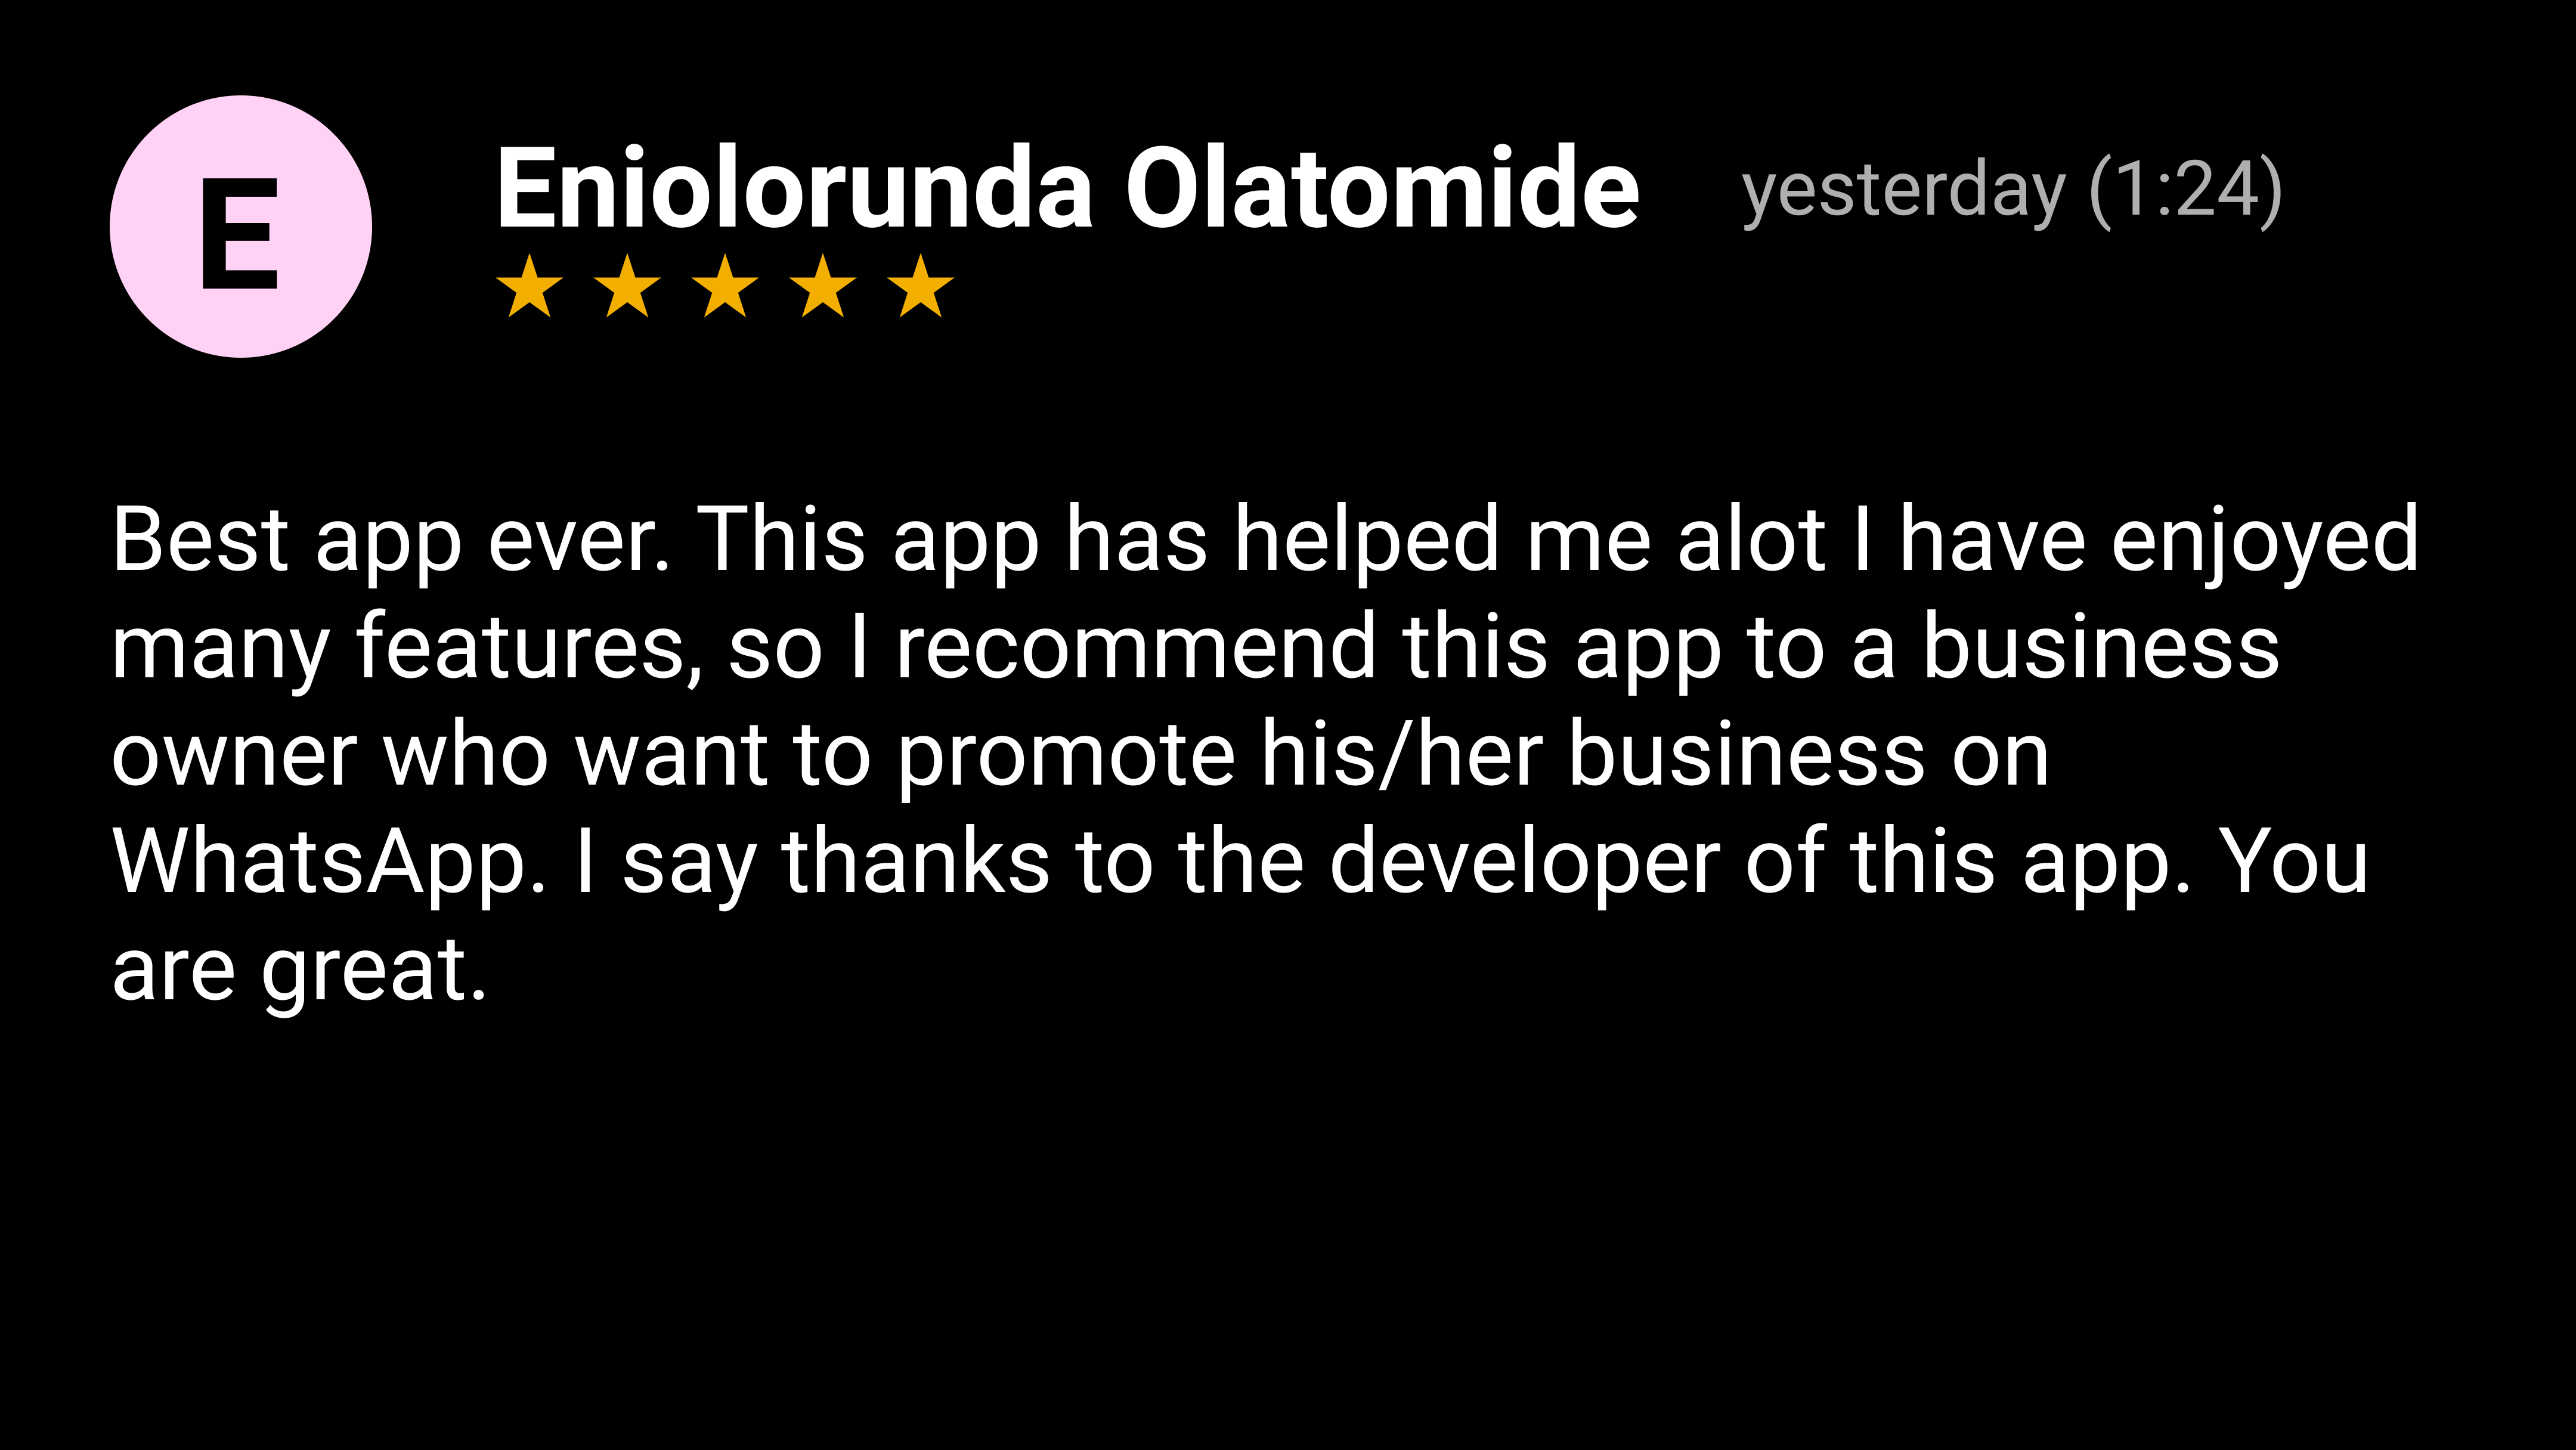 E
Eniolorunda Olatomide yesterday (1:24)
★★★★★
Best app ever. This app has helped me alot I have enjoyed
many features, so I recommend this app to a business
owner who want to promote his/her business on
WhatsApp. I say thanks to the developer of this app. You
are great.